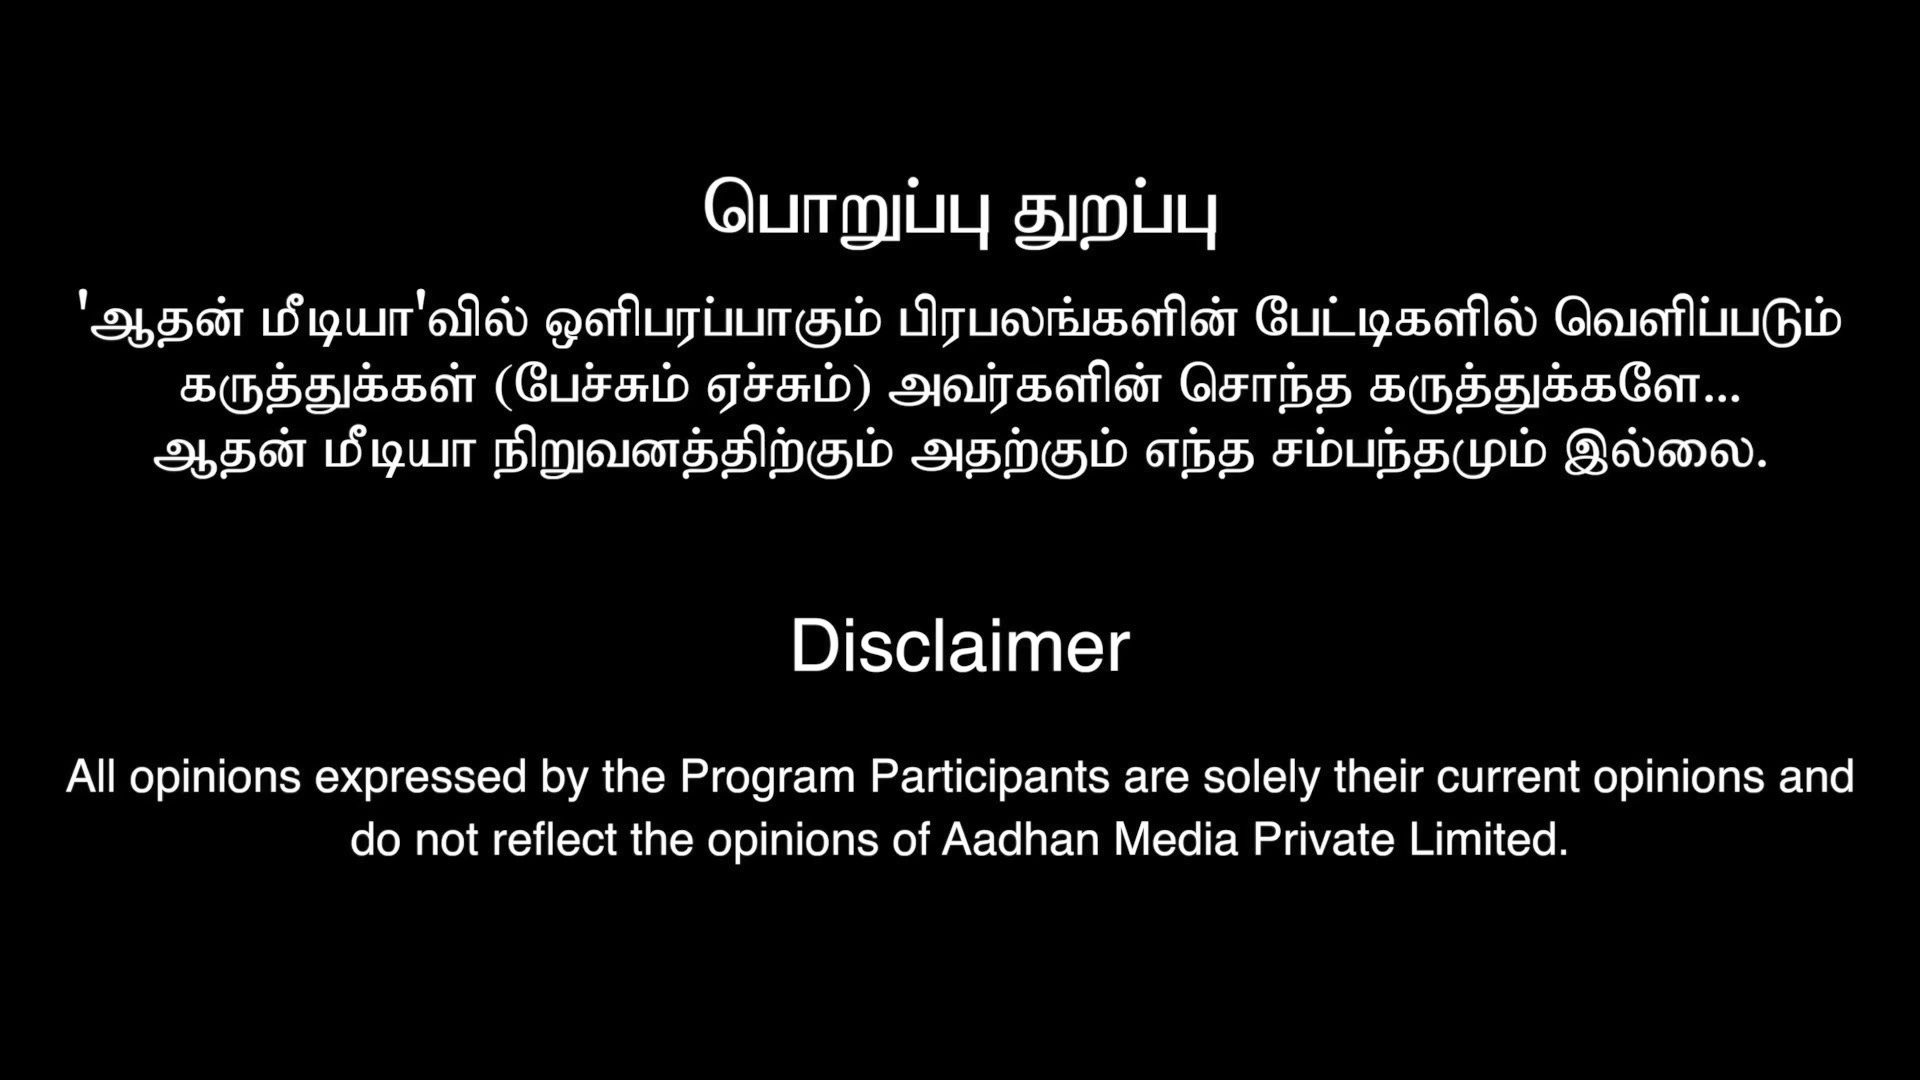 பொறுப்பு துறப்பு
'ஆதன் மீடியா'வில் ஒளிபரப்பாகும் பிரபலங்களின் பேட்டிகளில் வெளிப்படும்
கருத்துக்கள் (பேச்சும் ஏச்சும்) அவர்களின் சொந்த கருத்துக்களே...
ஆதன் மீடியா நிறுவனத்திற்கும் அதற்கும் எந்த சம்பந்தமும் இல்லை.
Disclaimer
All opinions expressed by the Program Participants are solely their current opinions and
do not reflect the opinions of Aadhan Media Private Limited.